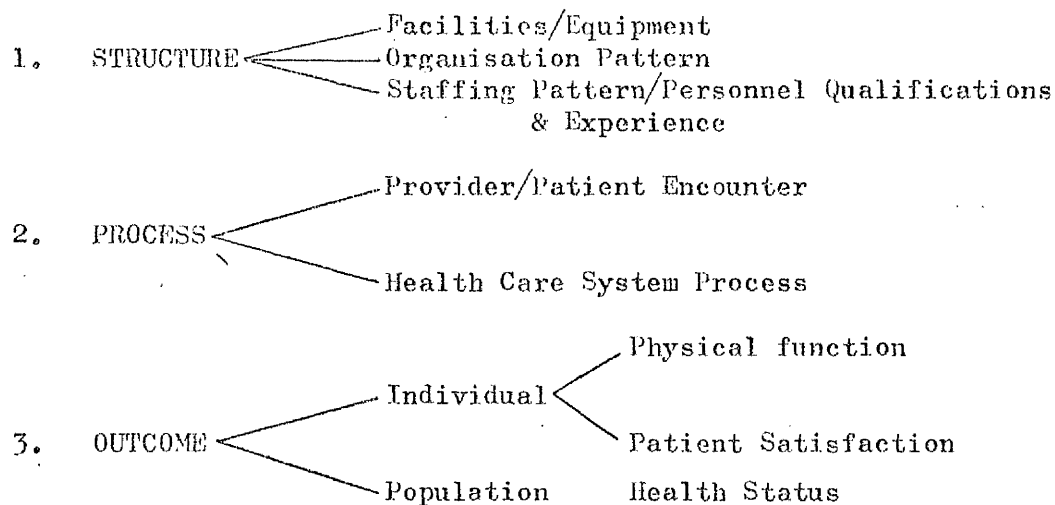 Facilities/Equipment
1. STRUCTURE Organisation Pattern
Staffing Pattern/Personnel Qualifications
& Experience
Provider/Patient Encounter
2. PROCESS
Health Care System Process
Physical function
Individual
3. OUTCOME Patient Satisfaction
Population Health Status